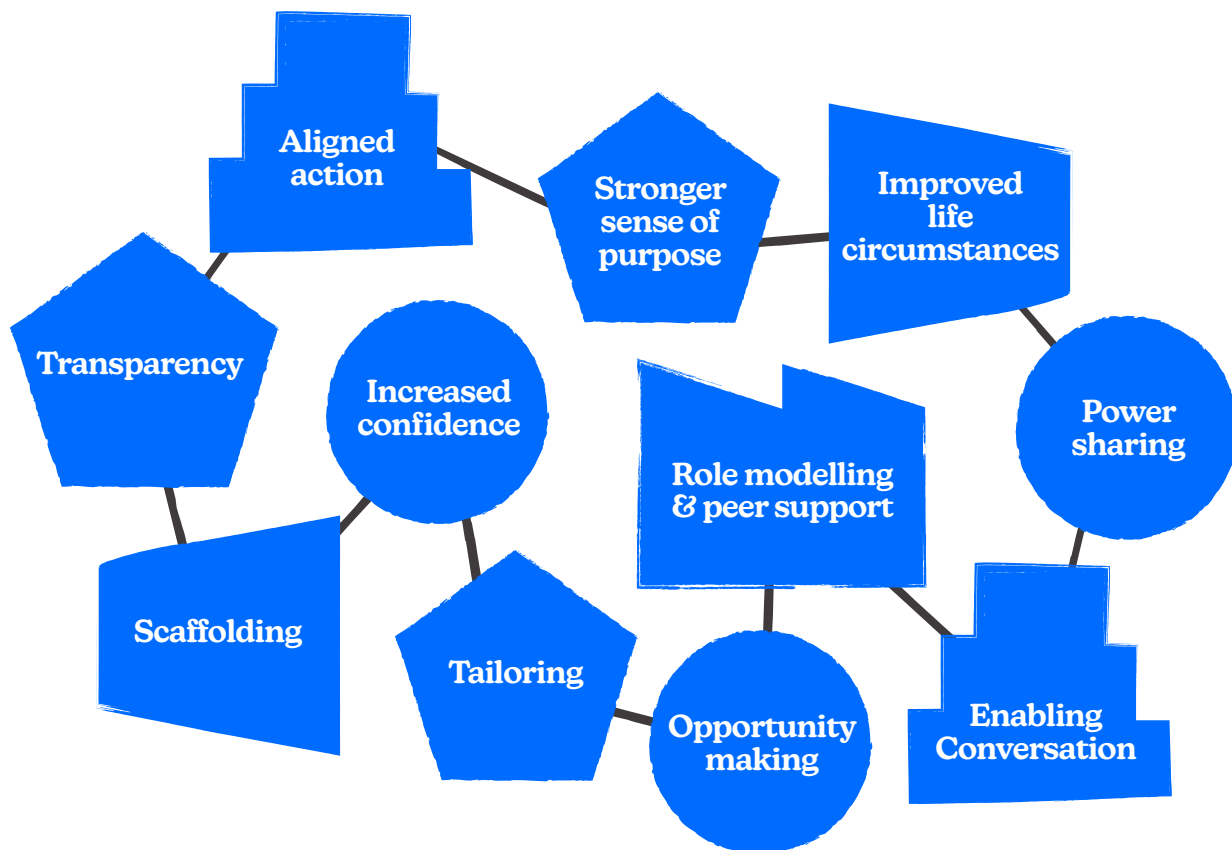 Aligned
action
Stronger
sense of
purpose
Improved
life
circumstances
Transparency
Increased
confidence
Role modelling
& peer support
Power
sharing
Scaffolding
Tailoring
Opportunity
making
Enabling
Conversation